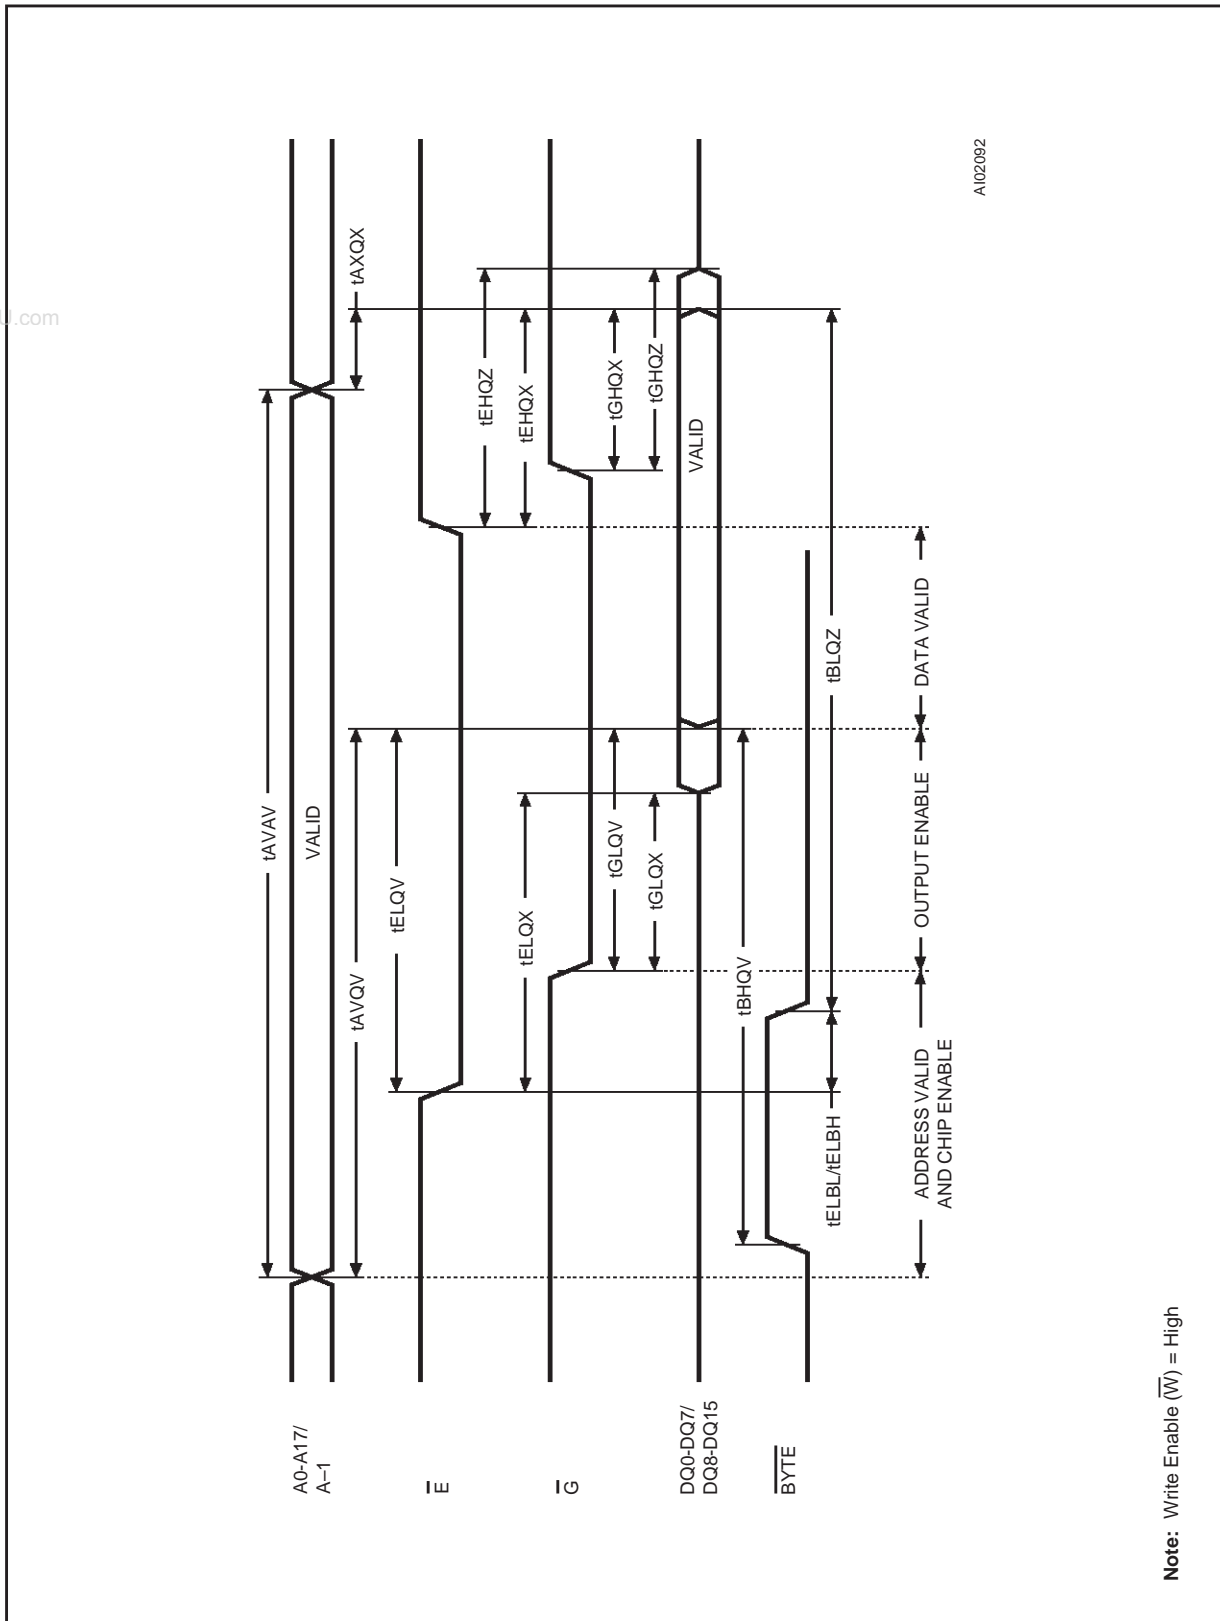 A0-A17/
A–1
tAVAV
VALID
tAVQV
tAXQX
E
tELQV
tEHQZ
tELQX
tEHQX
G
tGLQV
tGHQX
tGLQX
tGHQZ
DQ0-DQ7/
DQ8-DQ15
VALID
tBHQV
BYTE
tELBL/tELBH
tBLQZ
ADDRESS VALID
AND CHIP ENABLE
OUTPUT ENABLE
DATA VALID
AI02092
Note: Write Enable (W̅) = High
.com